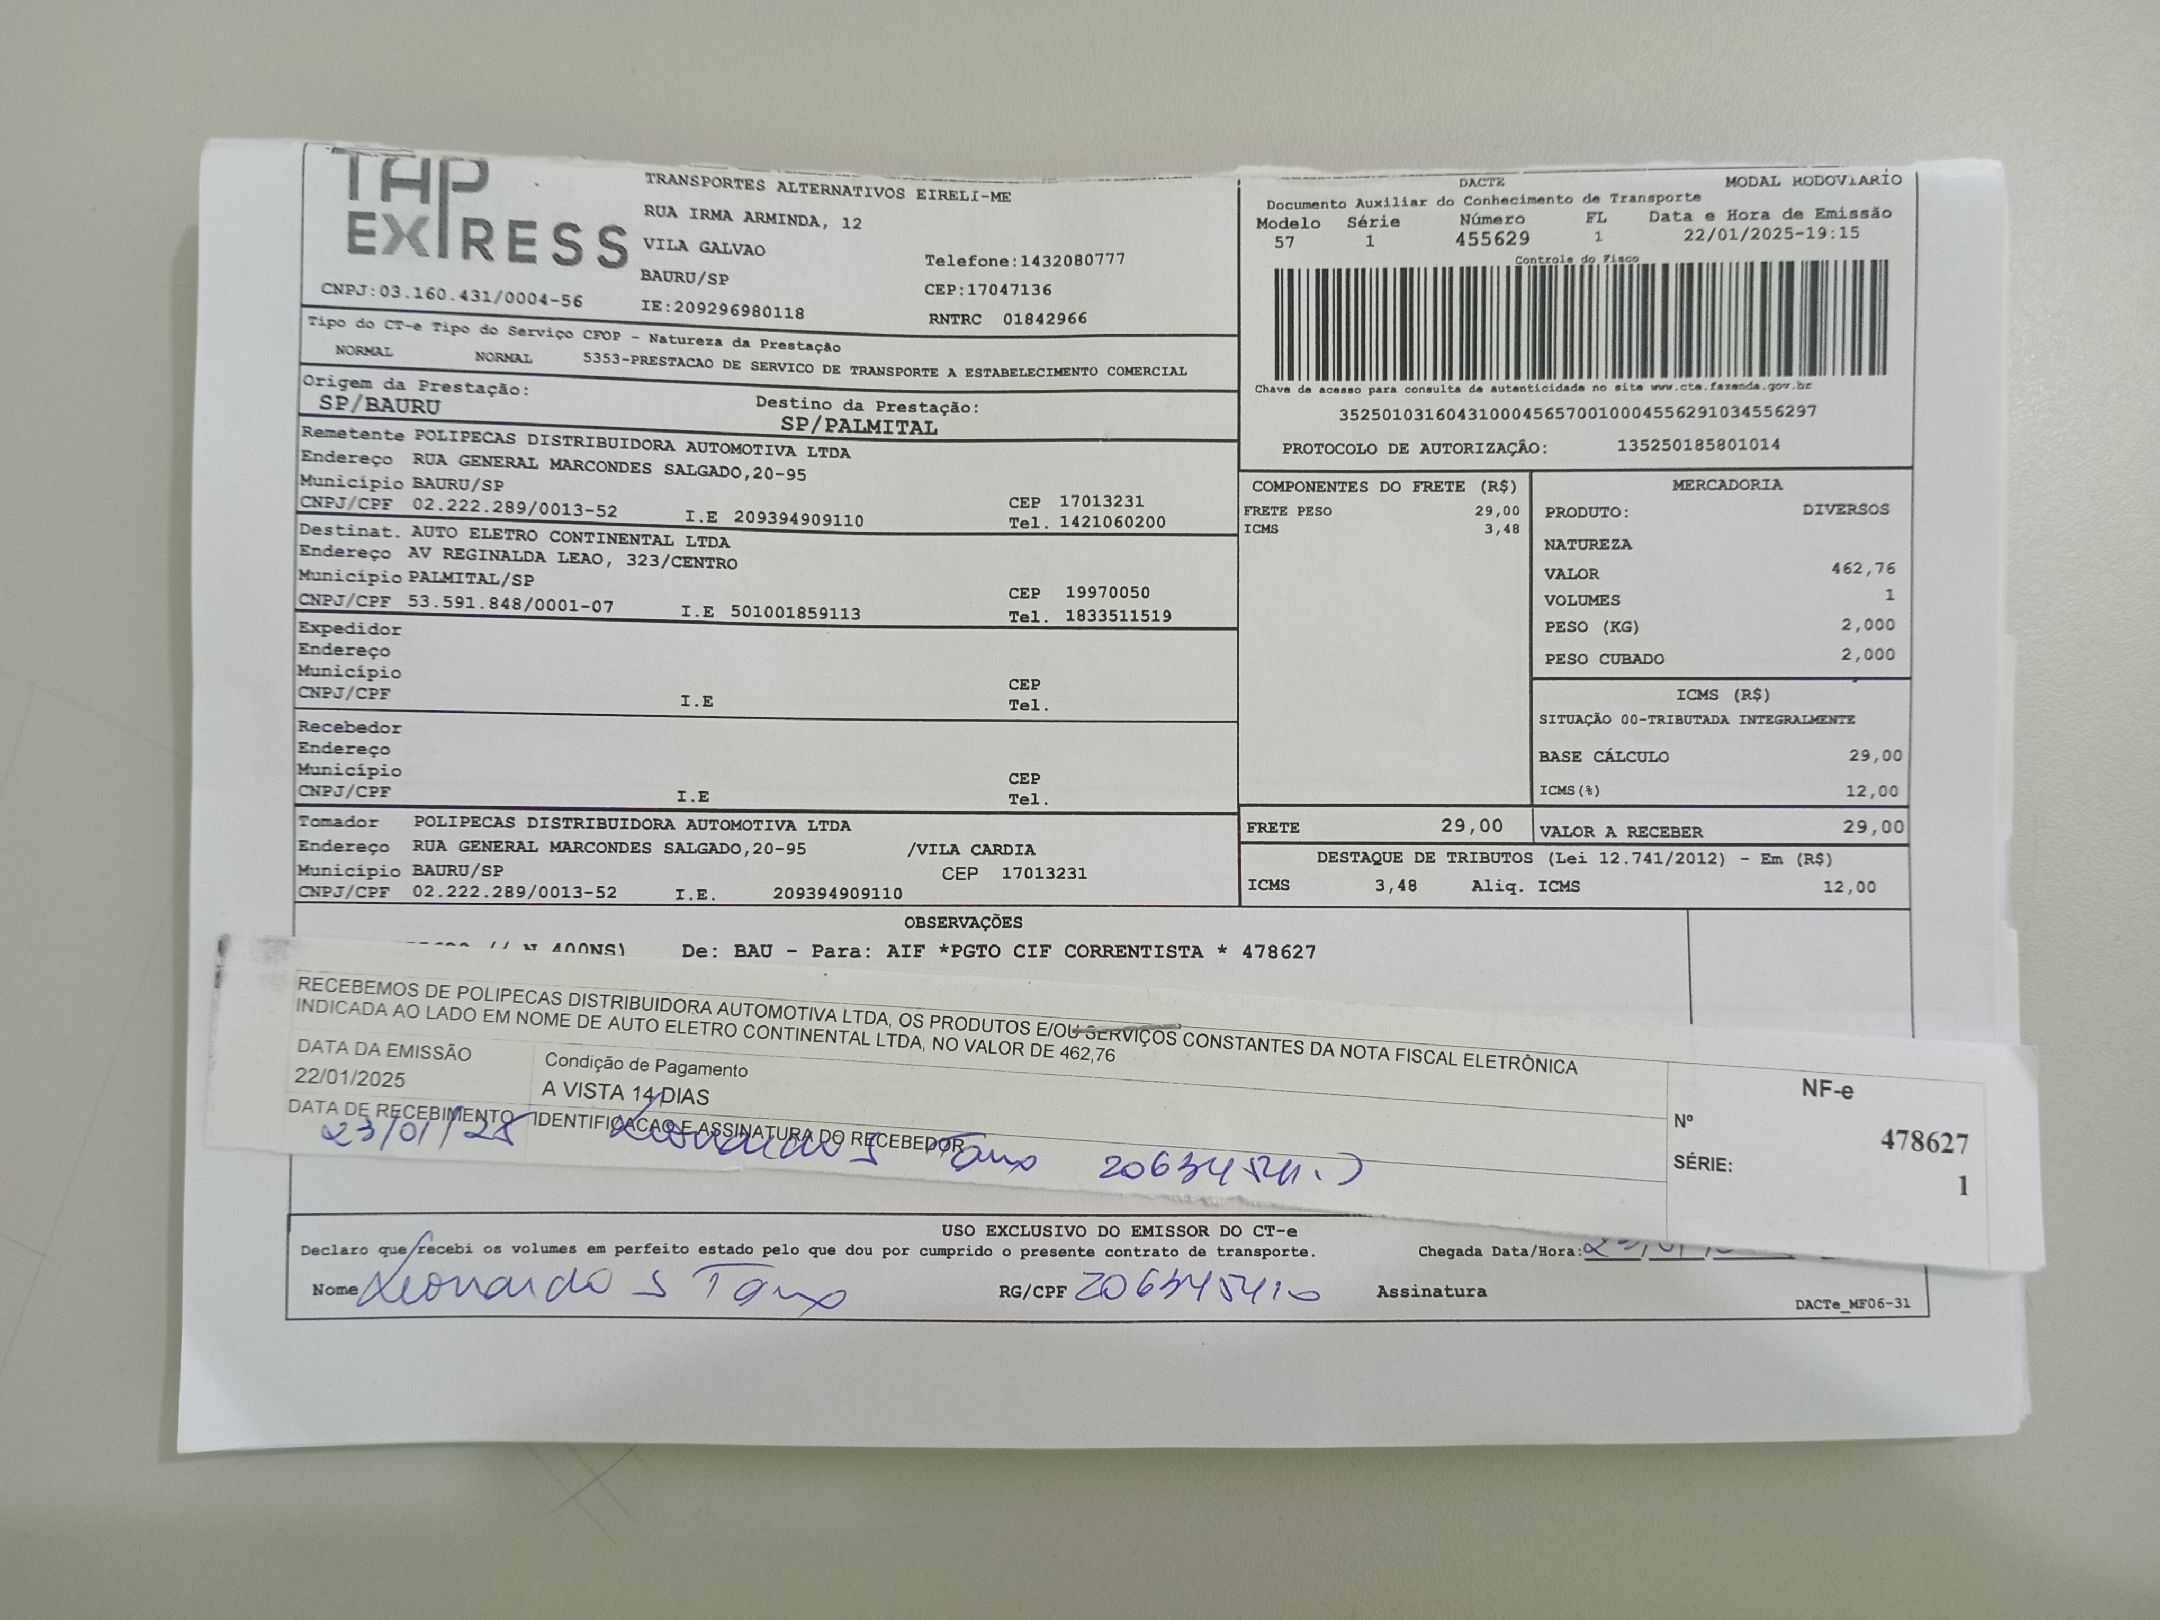 TAP
EXPRESS
CNPJ:03.160.431/0004-56
TRANSPORTES ALTERNATIVOS EIRELI-ME
RUA IRMA ARMINDA, 12
VILA GALVAO
BAURU/SP
IE:209296980118
Telefone:1432080777
CEP:17047136
RNTRC 01842966
DACTE
MODAL RODOVIARIO
Documento Auxiliar do Conhecimento de Transporte
Modelo Série Número FL Data e Hora de Emissão
57 1 455629 1 22/01/2025-19:15
Controle do Fisco
Chave de acesso para consulta de autenticidade no site www.cte.fazenda.gov.br
35250103160431000456570010004556291034556297
PROTOCOLO DE AUTORIZAÇÃO: 135250185801014
Tipo do CT-e Tipo do Serviço CFOP - Natureza da Prestação
NORMAL NORMAL 5353-PRESTACAO DE SERVICO DE TRANSPORTE A ESTABELECIMENTO COMERCIAL
Origem da Prestação:
SP/BAURU
Destino da Prestação:
SP/PALMITAL
Remetente POLIPECAS DISTRIBUIDORA AUTOMOTIVA LTDA
Endereço RUA GENERAL MARCONDES SALGADO,20-95
Município BAURU/SP CEP 17013231
CNPJ/CPF 02.222.289/0013-52 I.E 209394909110 Tel. 1421060200
Destinat. AUTO ELETRO CONTINENTAL LTDA
Endereço AV REGINALDA LEAO, 323/CENTRO
Município PALMITAL/SP CEP 19970050
CNPJ/CPF 53.591.848/0001-07 I.E 501001859113 Tel. 1833511519
Expedidor
Endereço
Município CEP
CNPJ/CPF I.E Tel.
Recebedor
Endereço
Município CEP
CNPJ/CPF I.E Tel.
Tomador POLIPECAS DISTRIBUIDORA AUTOMOTIVA LTDA
Endereço RUA GENERAL MARCONDES SALGADO,20-95 /VILA CARDIA
Município BAURU/SP CEP 17013231
CNPJ/CPF 02.222.289/0013-52 I.E. 209394909110
COMPONENTES DO FRETE (R$)
FRETE PESO 29,00
ICMS 3,48
MERCADORIA
PRODUTO: DIVERSOS
NATUREZA
VALOR 462,76
VOLUMES 1
PESO (KG) 2,000
PESO CUBADO 2,000
ICMS (R$)
SITUAÇÃO 00-TRIBUTADA INTEGRALMENTE
BASE CÁLCULO 29,00
ICMS(%) 12,00
FRETE 29,00 VALOR A RECEBER 29,00
DESTAQUE DE TRIBUTOS (Lei 12.741/2012) - Em (R$)
ICMS 3,48 Aliq. ICMS 12,00
OBSERVAÇÕES
De: BAU - Para: AIF *PGTO CIF CORRENTISTA * 478627
RECEBEMOS DE POLIPECAS DISTRIBUIDORA AUTOMOTIVA LTDA, OS PRODUTOS E/OU SERVIÇOS CONSTANTES DA NOTA FISCAL ELETRÔNICA
INDICADA AO LADO EM NOME DE AUTO ELETRO CONTINENTAL LTDA, NO VALOR DE 462,76
DATA DA EMISSÃO
22/01/2025
Condição de Pagamento
A VISTA 14 DIAS
DATA DE RECEBIMENTO
23/01/25
IDENTIFICAÇÃO E ASSINATURA DO RECEBEDOR
Leonardo S
NF-e
Nº
478627
SÉRIE:
1
USO EXCLUSIVO DO EMISSOR DO CT-e
Declaro que recebi os volumes em perfeito estado pelo que dou por cumprido o presente contrato de transporte. Chegada Data/Hora:
Nome Leonardo S RG/CPF 206345410 Assinatura
DACTe_MF06-31